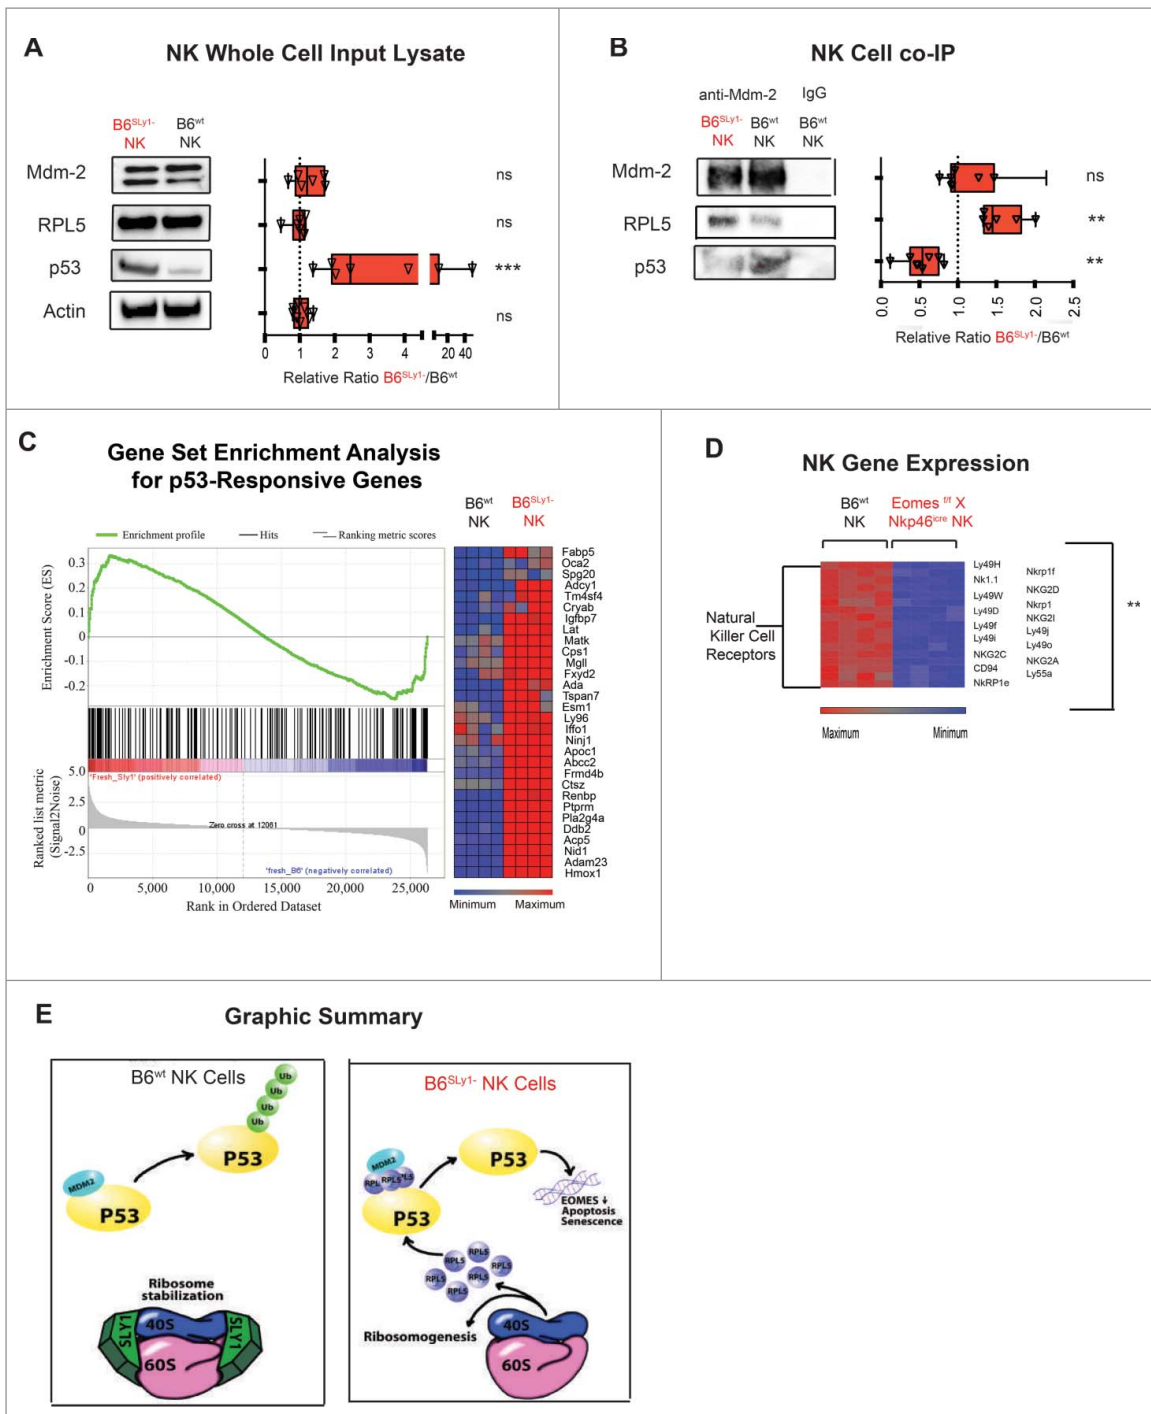 A
NK Whole Cell Input Lysate
B6SLy1-
NK
B6wt
NK
Mdm-2
RPL5
p53
Actin
ns
ns
***
ns
0 1 2 3 4 20 40
Relative Ratio B6SLy1-/B6wt
B
NK Cell co-IP
anti-Mdm-2
IgG
B6SLy1-
NK
B6wt
NK
B6wt
NK
Mdm-2
RPL5
p53
ns
**
**
0.0 0.5 1.0 1.5 2.0 2.5
Relative Ratio B6SLy1-/B6wt
C
Gene Set Enrichment Analysis
for p53-Responsive Genes
Enrichment profile
Hits
Ranking metric scores
Enrichment Score (ES)
0.3
0.2
0.1
0
-0.1
-0.2
'Fresh_Sly1' (positively correlated)
Ranked list metric
(Signal2Noise)
5.0
2.5
0
-2.5
Zero cross at 12061
'fresh_B6' (negatively correlated)
0 5,000 10,000 15,000 20,000 25,000
Rank in Ordered Dataset
B6wt
NK
B6SLy1-
NK
Fabp5
Oca2
Spg20
Adcy1
Tm4sf4
Cryab
Igfbp7
Lat
Matk
Cps1
Mgll
Fxyd2
Ada
Tspan7
Esm1
Ly96
Iffo1
Ninj1
Apoc1
Abcc2
Frmd4b
Ctsz
Renbp
Ptprm
Pla2g4a
Ddb2
Acp5
Nid1
Adam23
Hmox1
Minimum
Maximum
D
NK Gene Expression
B6wt
NK
Eomes f/f X
Nkp46icre NK
Natural
Killer Cell
Receptors
Ly49H
Nk1.1
Ly49W
Ly49D
Ly49f
Ly49i
NKG2C
CD94
NkRP1e
Nkrp1f
NKG2D
Nkrp1
NKG2I
Ly49j
Ly49o
NKG2A
Ly55a
**
Maximum
Minimum
E
Graphic Summary
B6wt NK Cells
Ub
Ub
Ub
Ub
P53
MDM2
P53
Ribosome
stabilization
SLY1
40S
SLY1
60S
B6SLy1- NK Cells
MDM2
RPL5
P53
P53
EOMES ↓
Apoptosis
Senescence
RPL5
RPL5
RPL5
RPL5
RPL5
RPL5
Ribosomogenesis
40S
60S